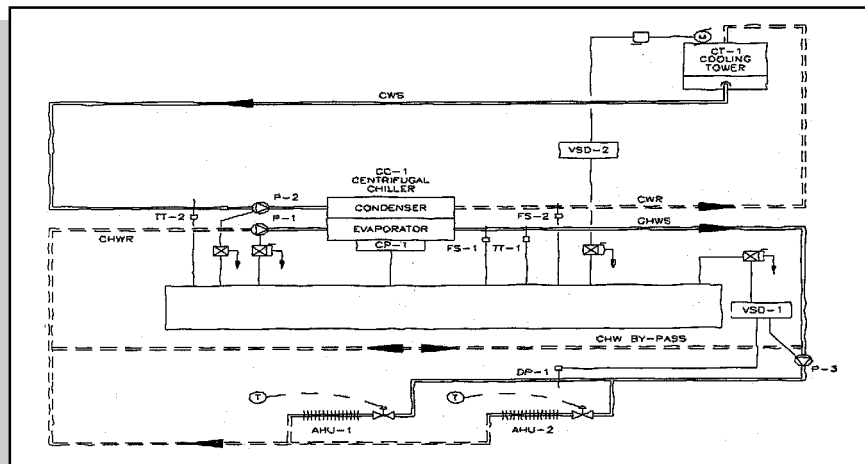 CT-1
COOLING
TOWER
CWS
VSD-2
CC-1
CENTRIFUGAL
CHILLER
P-2
CONDENSER
CWR
TT-2
FS-2
P-1
EVAPORATOR
CHWS
CHWR
CP-1
FS-1
TT-1
VSD-1
CHW BY-PASS
DP-1
P-3
T
T
AHU-1
AHU-2